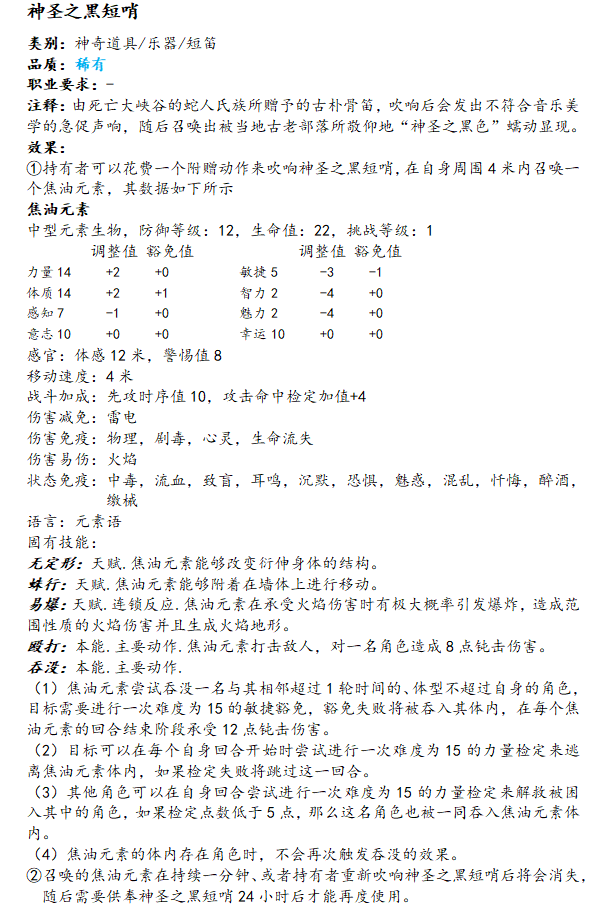 神圣之黑短哨
类别：神奇道具/乐器/短笛
品质：稀有
职业要求：-
注释：由死亡大峡谷的蛇人氏族所赠予的古朴骨笛，吹响后会发出不符合音乐美
学的急促声响，随后召唤出被当地古老部落所敬仰地“神圣之黑色”蠕动显现。
效果：
①持有者可以花费一个附赠动作来吹响神圣之黑短哨，在自身周围4米内召唤一
个焦油元素，其数据如下所示
焦油元素
中型元素生物，防御等级：12，生命值：22，挑战等级：1
调整值 豁免值 调整值 豁免值
力量14 +2 +0 敏捷5 -3 -1
体质14 +2 +1 智力2 -4 +0
感知7 -1 +0 魅力2 -4 +0
意志10 +0 +0 幸运10 +0 +0
感官：体感12米，警惕值8
移动速度：4米
战斗加成：先攻时序值10，攻击命中检定加值+4
伤害减免：雷电
伤害免疫：物理，剧毒，心灵，生命流失
伤害易伤：火焰
状态免疫：中毒，流血，致盲，耳鸣，沉默，恐惧，魅惑，混乱，忏悔，醉酒，
缴械
语言：元素语
固有技能：
无定形：天赋.焦油元素能够改变衍伸身体的结构。
蛛行：天赋.焦油元素能够附着在墙体上进行移动。
易爆：天赋.连锁反应.焦油元素在承受火焰伤害时有极大概率引发爆炸，造成范
围性质的火焰伤害并且生成火焰地形。
殴打：本能.主要动作.焦油元素打击敌人，对一名角色造成8点钝击伤害。
吞没：本能.主要动作.
（1）焦油元素尝试吞没一名与其相邻超过1轮时间的、体型不超过自身的角色，
目标需要进行一次难度为15的敏捷豁免，豁免失败将被吞入其体内，在每个焦
油元素的回合结束阶段承受12点钝击伤害。
（2）目标可以在每个自身回合开始时尝试进行一次难度为15的力量检定来逃
离焦油元素体内，如果检定失败将跳过这一回合。
（3）其他角色可以在自身回合尝试进行一次难度为15的力量检定来解救被困
入其中的角色，如果检定点数低于5点，那么这名角色也被一同吞入焦油元素体
内。
（4）焦油元素的体内存在角色时，不会再次触发吞没的效果。
②召唤的焦油元素在持续一分钟、或者持有者重新吹响神圣之黑短哨后将会消失，
随后需要供奉神圣之黑短哨24小时后才能再度使用。